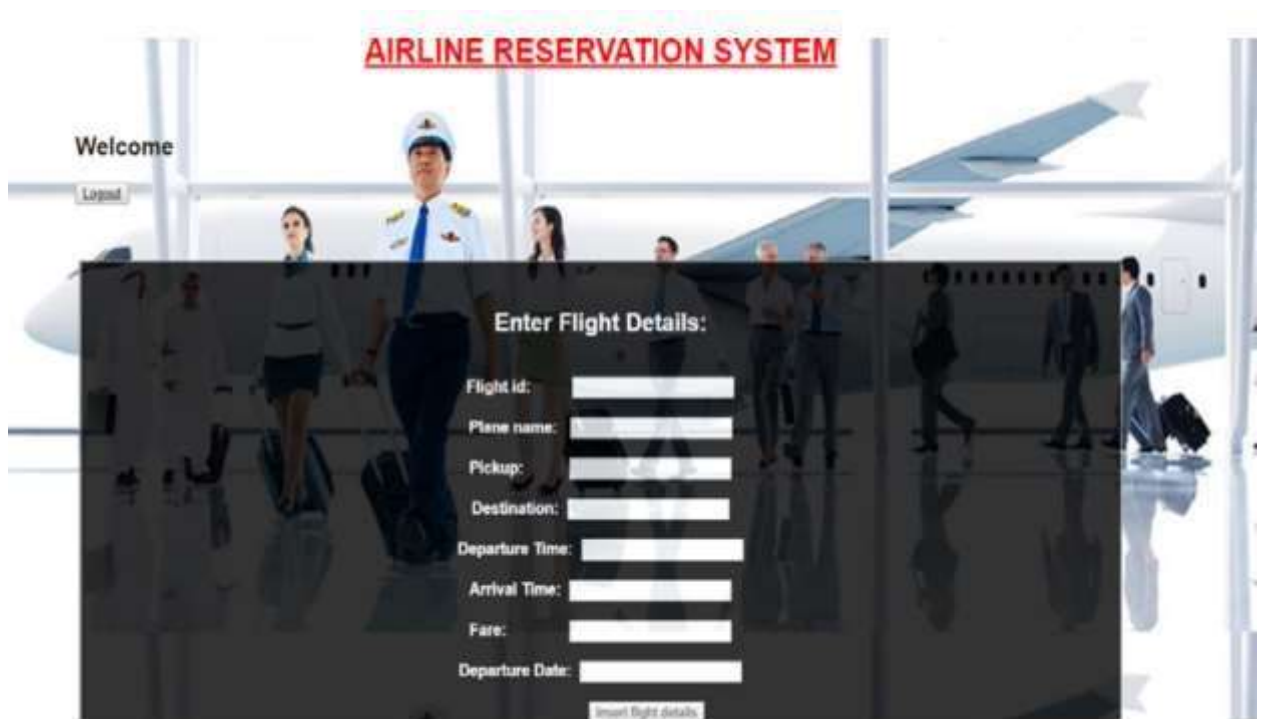 AIRLINE RESERVATION SYSTEM
Welcome
Logout
Enter Flight Details:
Flight id:
Plane name:
Pickup:
Destination:
Departure Time:
Arrival Time:
Fare:
Departure Date:
Insert flight details